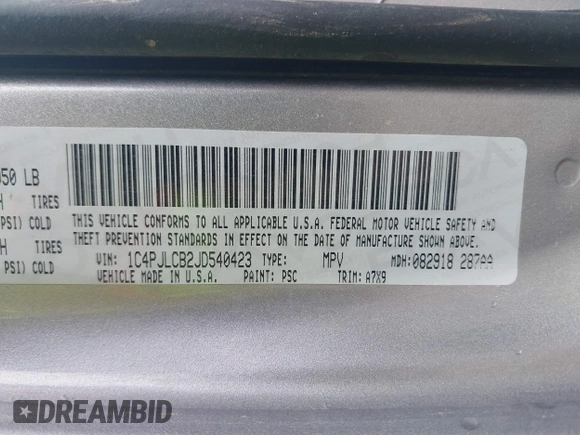 050 LB
TIRES
PSI) COLD
TIRES
PSI) COLD
THIS VEHICLE CONFORMS TO ALL APPLICABLE U.S.A. FEDERAL MOTOR VEHICLE SAFETY AND
THEFT PREVENTION STANDARDS IN EFFECT ON THE DATE OF MANUFACTURE SHOWN ABOVE.
VIN: 1C4PJLCB2JD540423 TYPE: MPV MDH: 082918 287AA
VEHICLE MADE IN U.S.A. PAINT: PSC TRIM: A7X9
DREAMBID